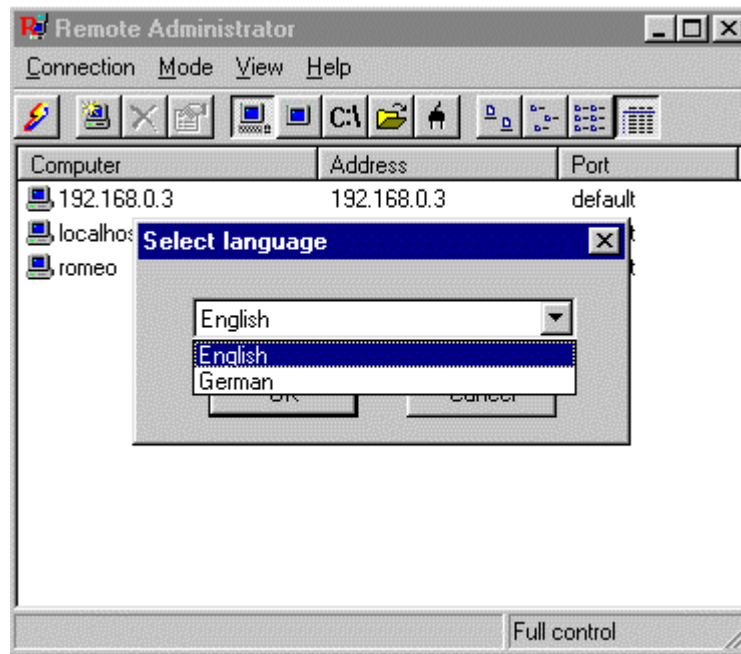 Remote Administrator
Connection Mode View Help
C:\
Computer Address Port
192.168.0.3 192.168.0.3 default
Select language
romeo
English
English
German
Full control